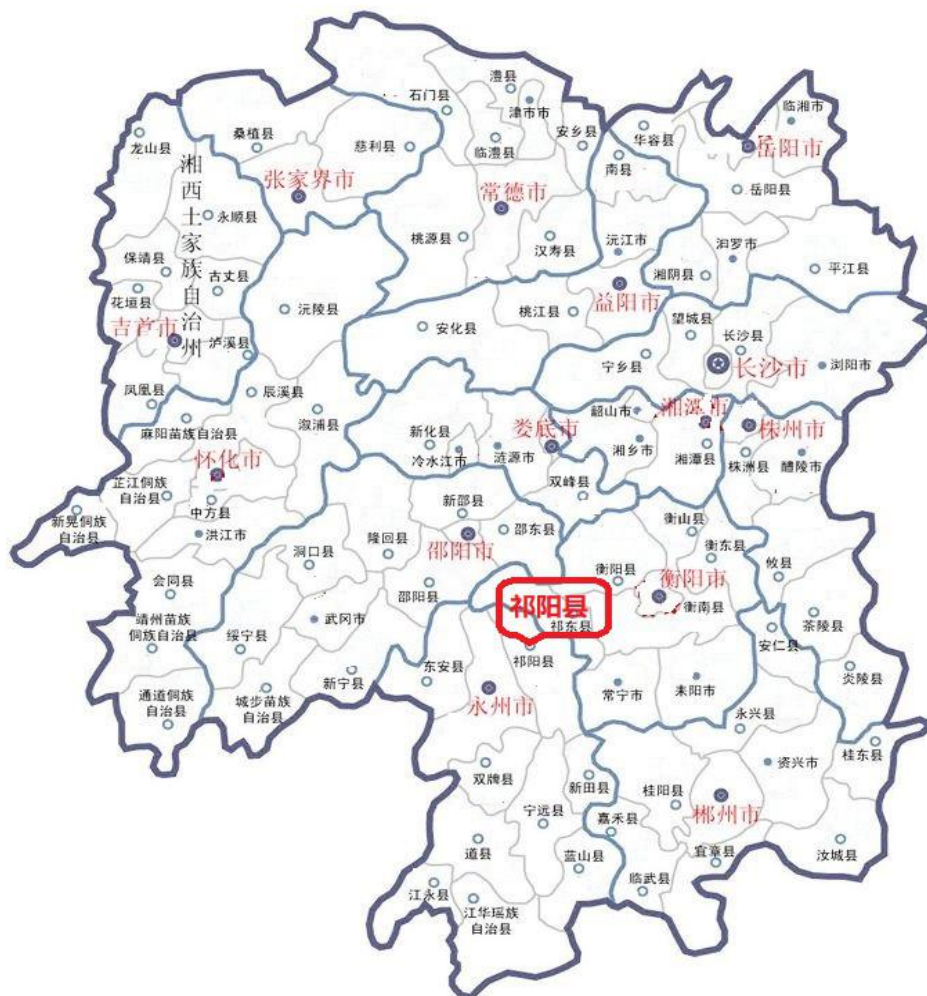 澧县
石门县
津市市
临湘市
桑植县
安乡县
华容县
龙山县
慈利县
临澧县
岳阳市
南县
湘西土家族自治州
张家界市
常德市
岳阳县
永顺县
桃源县
汉寿县
沅江市
汨罗市
保靖县
古丈县
湘阴县
平江县
花垣县
沅陵县
桃江县
益阳市
吉首市
安化县
望城县
长沙县
泸溪县
宁乡县
长沙市
浏阳市
凤凰县
辰溪县
韶山市
湘潭市
麻阳苗族自治县
溆浦县
新化县
娄底市
株州市
怀化市
冷水江市
涟源市
湘乡市
湘潭县
株洲县
醴陵市
芷江侗族
自治县
双峰县
中方县
新邵县
新晃侗族
自治县
洪江市
隆回县
邵东县
衡山县
邵阳市
衡东县
洞口县
衡阳县
攸县
会同县
邵阳县
衡阳市
祁阳县
衡南县
靖州苗族
侗族自治县
武冈市
祁东县
茶陵县
绥宁县
安仁县
东安县
祁阳县
新宁县
炎陵县
通道侗族
自治县
城步苗族
自治县
永州市
常宁市
耒阳市
永兴县
桂东县
双牌县
新田县
资兴市
桂阳县
宁远县
郴州市
嘉禾县
道县
蓝山县
宜章县
汝城县
江永县
临武县
江华瑶族
自治县